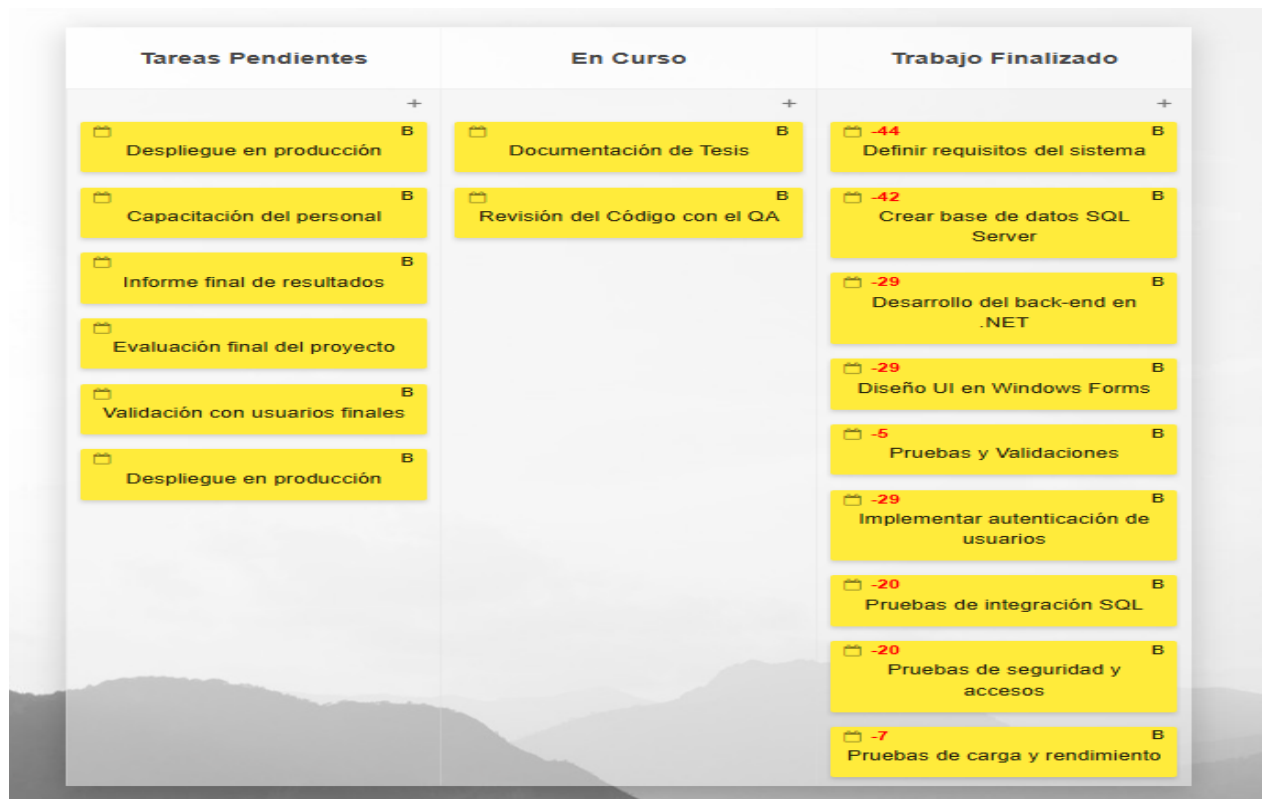 Tareas Pendientes
+
B
Despliegue en producción
B
Capacitación del personal
B
Informe final de resultados
Evaluación final del proyecto
B
Validación con usuarios finales
B
Despliegue en producción
En Curso
+
B
Documentación de Tesis
B
Revisión del Código con el QA
Trabajo Finalizado
+
-44 B
Definir requisitos del sistema
-42 B
Crear base de datos SQL
Server
-29 B
Desarrollo del back-end en
.NET
-29 B
Diseño UI en Windows Forms
-5 B
Pruebas y Validaciones
-29 B
Implementar autenticación de
usuarios
-20 B
Pruebas de integración SQL
-20 B
Pruebas de seguridad y
accesos
-7 B
Pruebas de carga y rendimiento